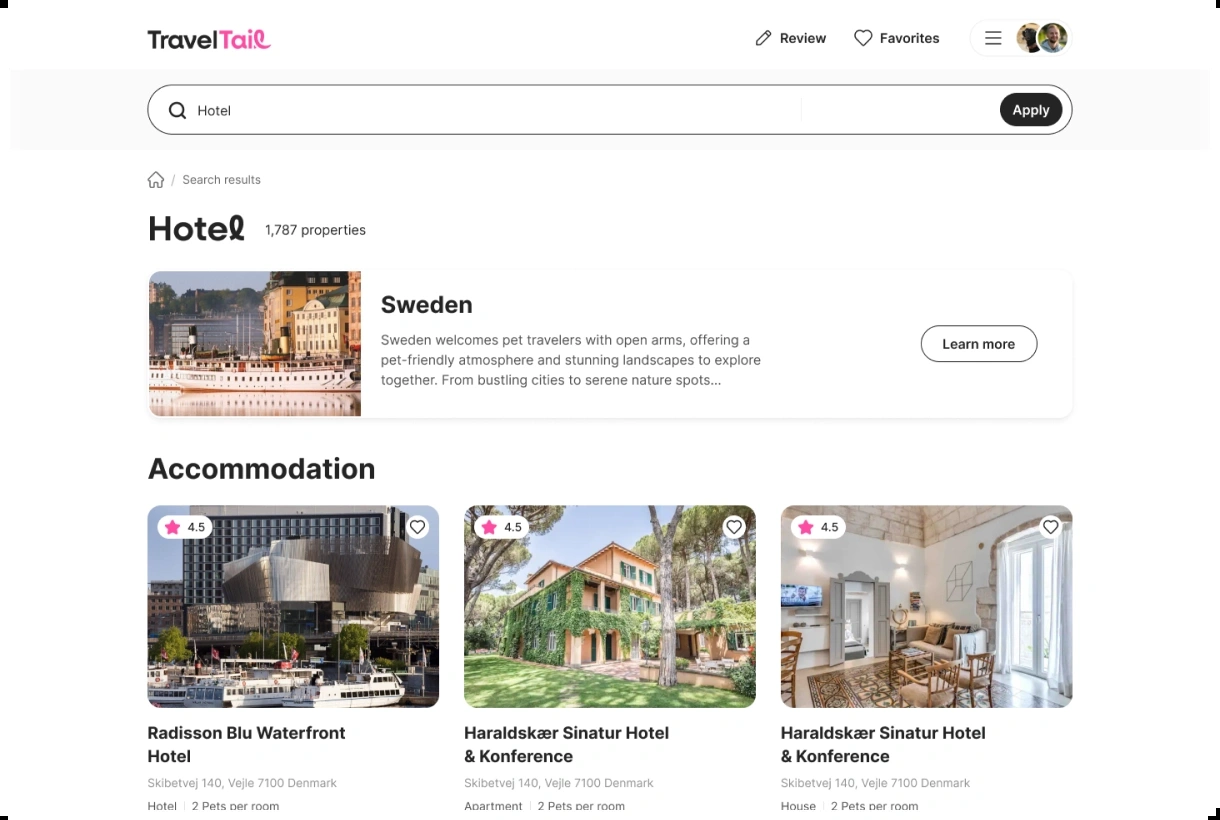 TravelTail
Review
Favorites
Hotel
Apply
/ Search results
Hotel
1,787 properties
Sweden
Sweden welcomes pet travelers with open arms, offering a
pet-friendly atmosphere and stunning landscapes to explore
together. From bustling cities to serene nature spots...
Learn more
Accommodation
4.5
4.5
4.5
Radisson Blu Waterfront
Hotel
Skibetvej 140, Vejle 7100 Denmark
Hotel | 2 Pets per room
Haraldskær Sinatur Hotel
& Konference
Skibetvej 140, Vejle 7100 Denmark
Apartment | 2 Pets per room
Haraldskær Sinatur Hotel
& Konference
Skibetvej 140, Vejle 7100 Denmark
House | 2 Pets per room